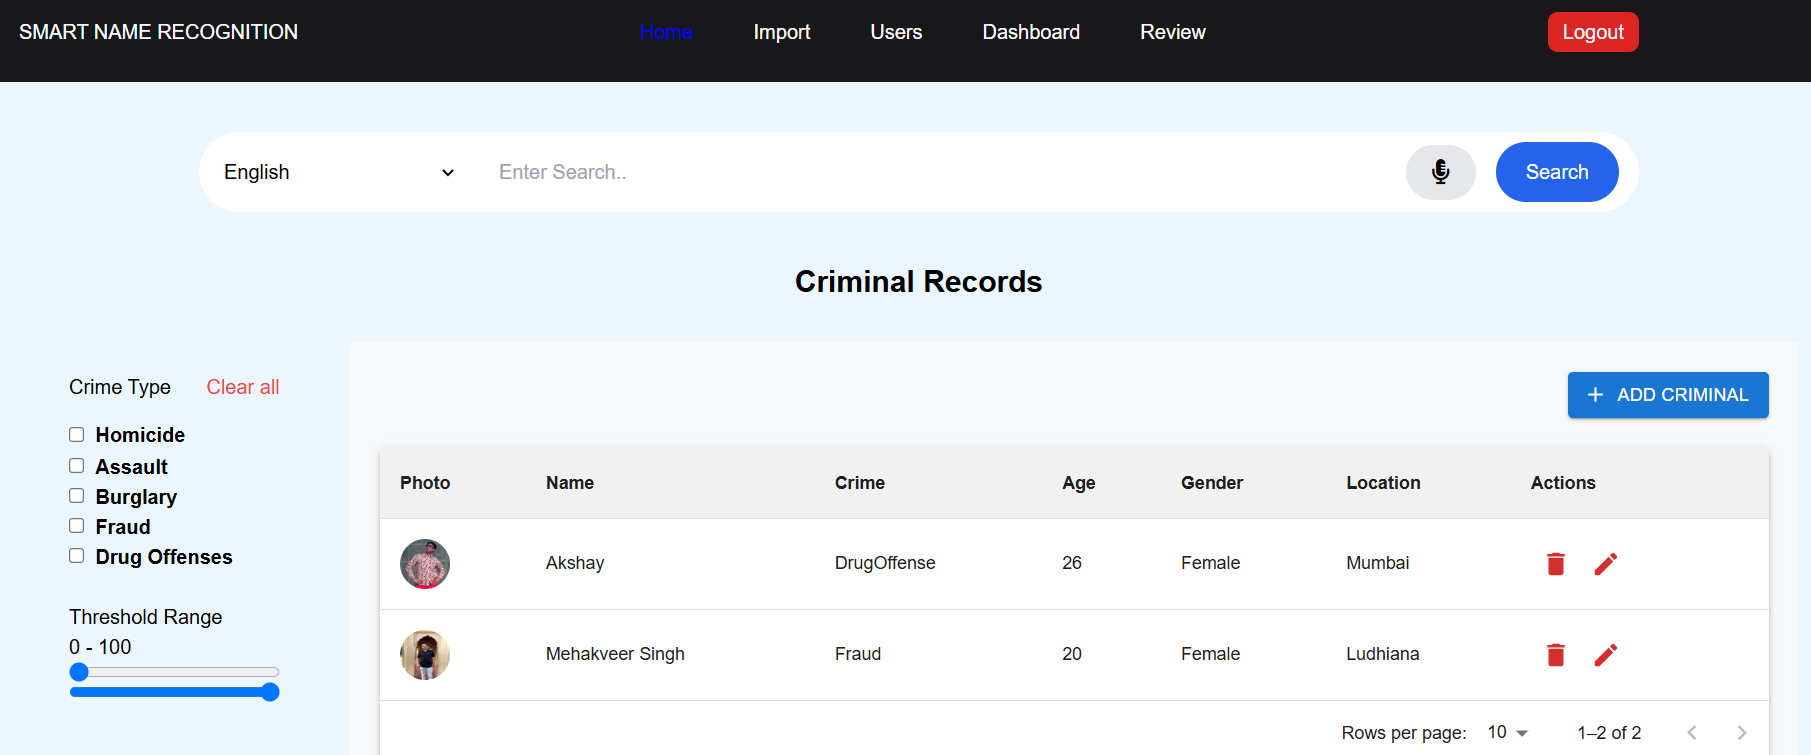 SMART NAME RECOGNITION Home Import Users Dashboard Review Logout
English Enter Search.. Search
Criminal Records
Crime Type Clear all
Homicide
Assault
Burglary
Fraud
Drug Offenses
Threshold Range
0 - 100
+ ADD CRIMINAL
Photo Name Crime Age Gender Location Actions
Akshay DrugOffense 26 Female Mumbai
Mehakveer Singh Fraud 20 Female Ludhiana
Rows per page: 10 1–2 of 2